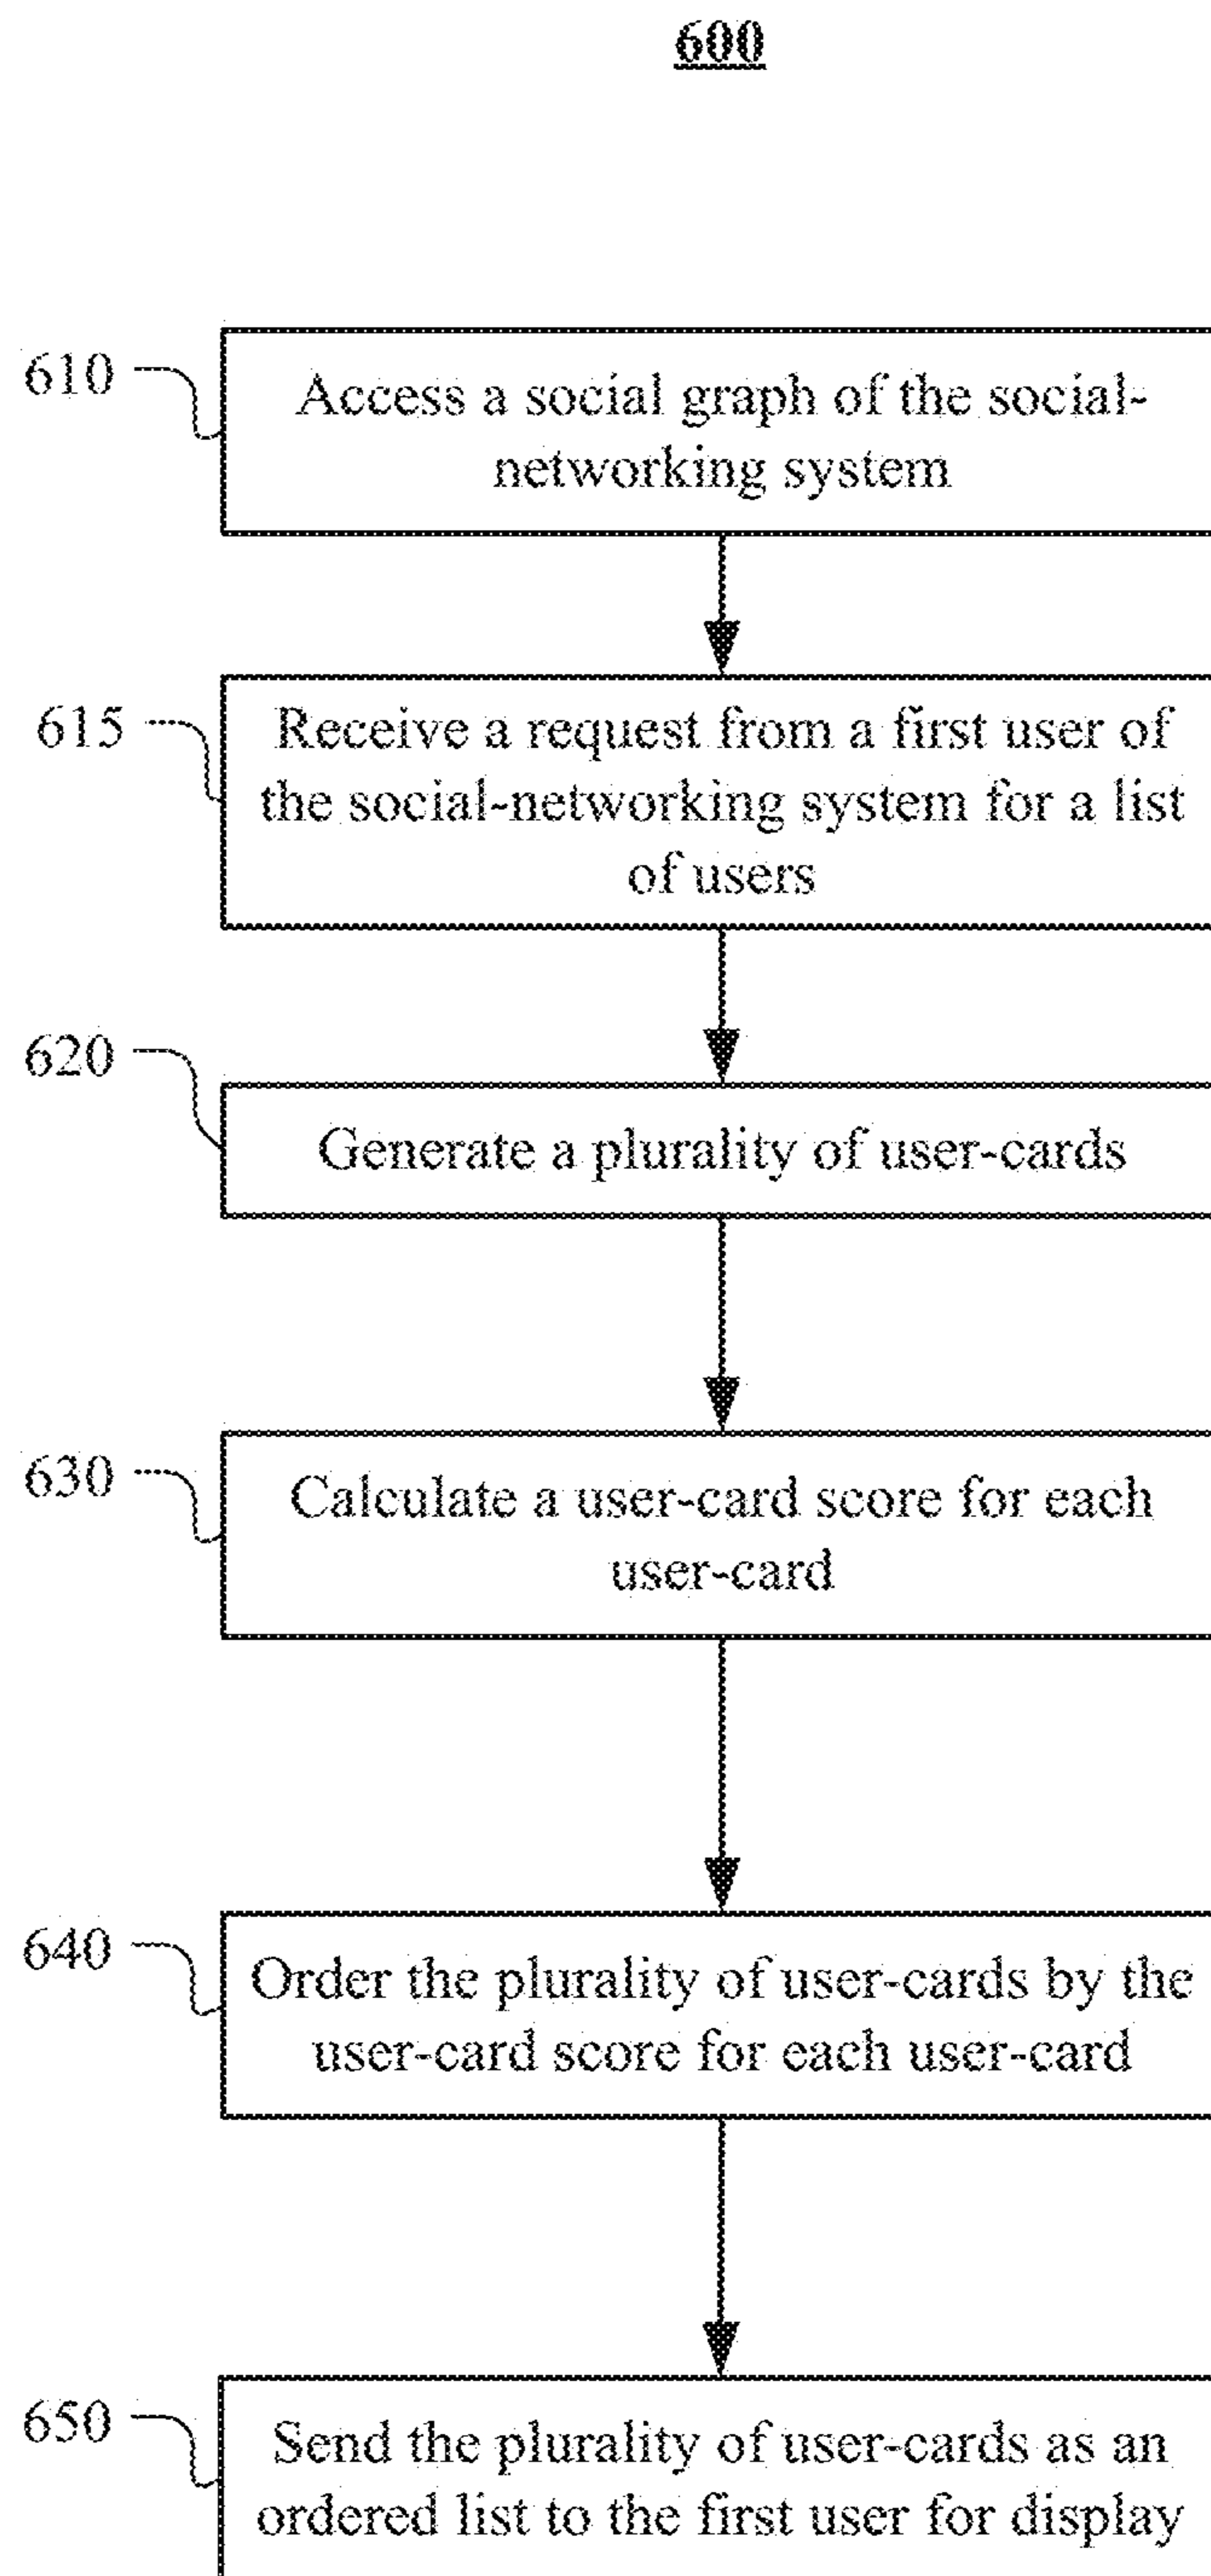 600
610
Access a social graph of the social-
networking system
615
Receive a request from a first user of
the social-networking system for a list
of users
620
Generate a plurality of user-cards
630
Calculate a user-card score for each
user-card
640
Order the plurality of user-cards by the
user-card score for each user-card
650
Send the plurality of user-cards as an
ordered list to the first user for display